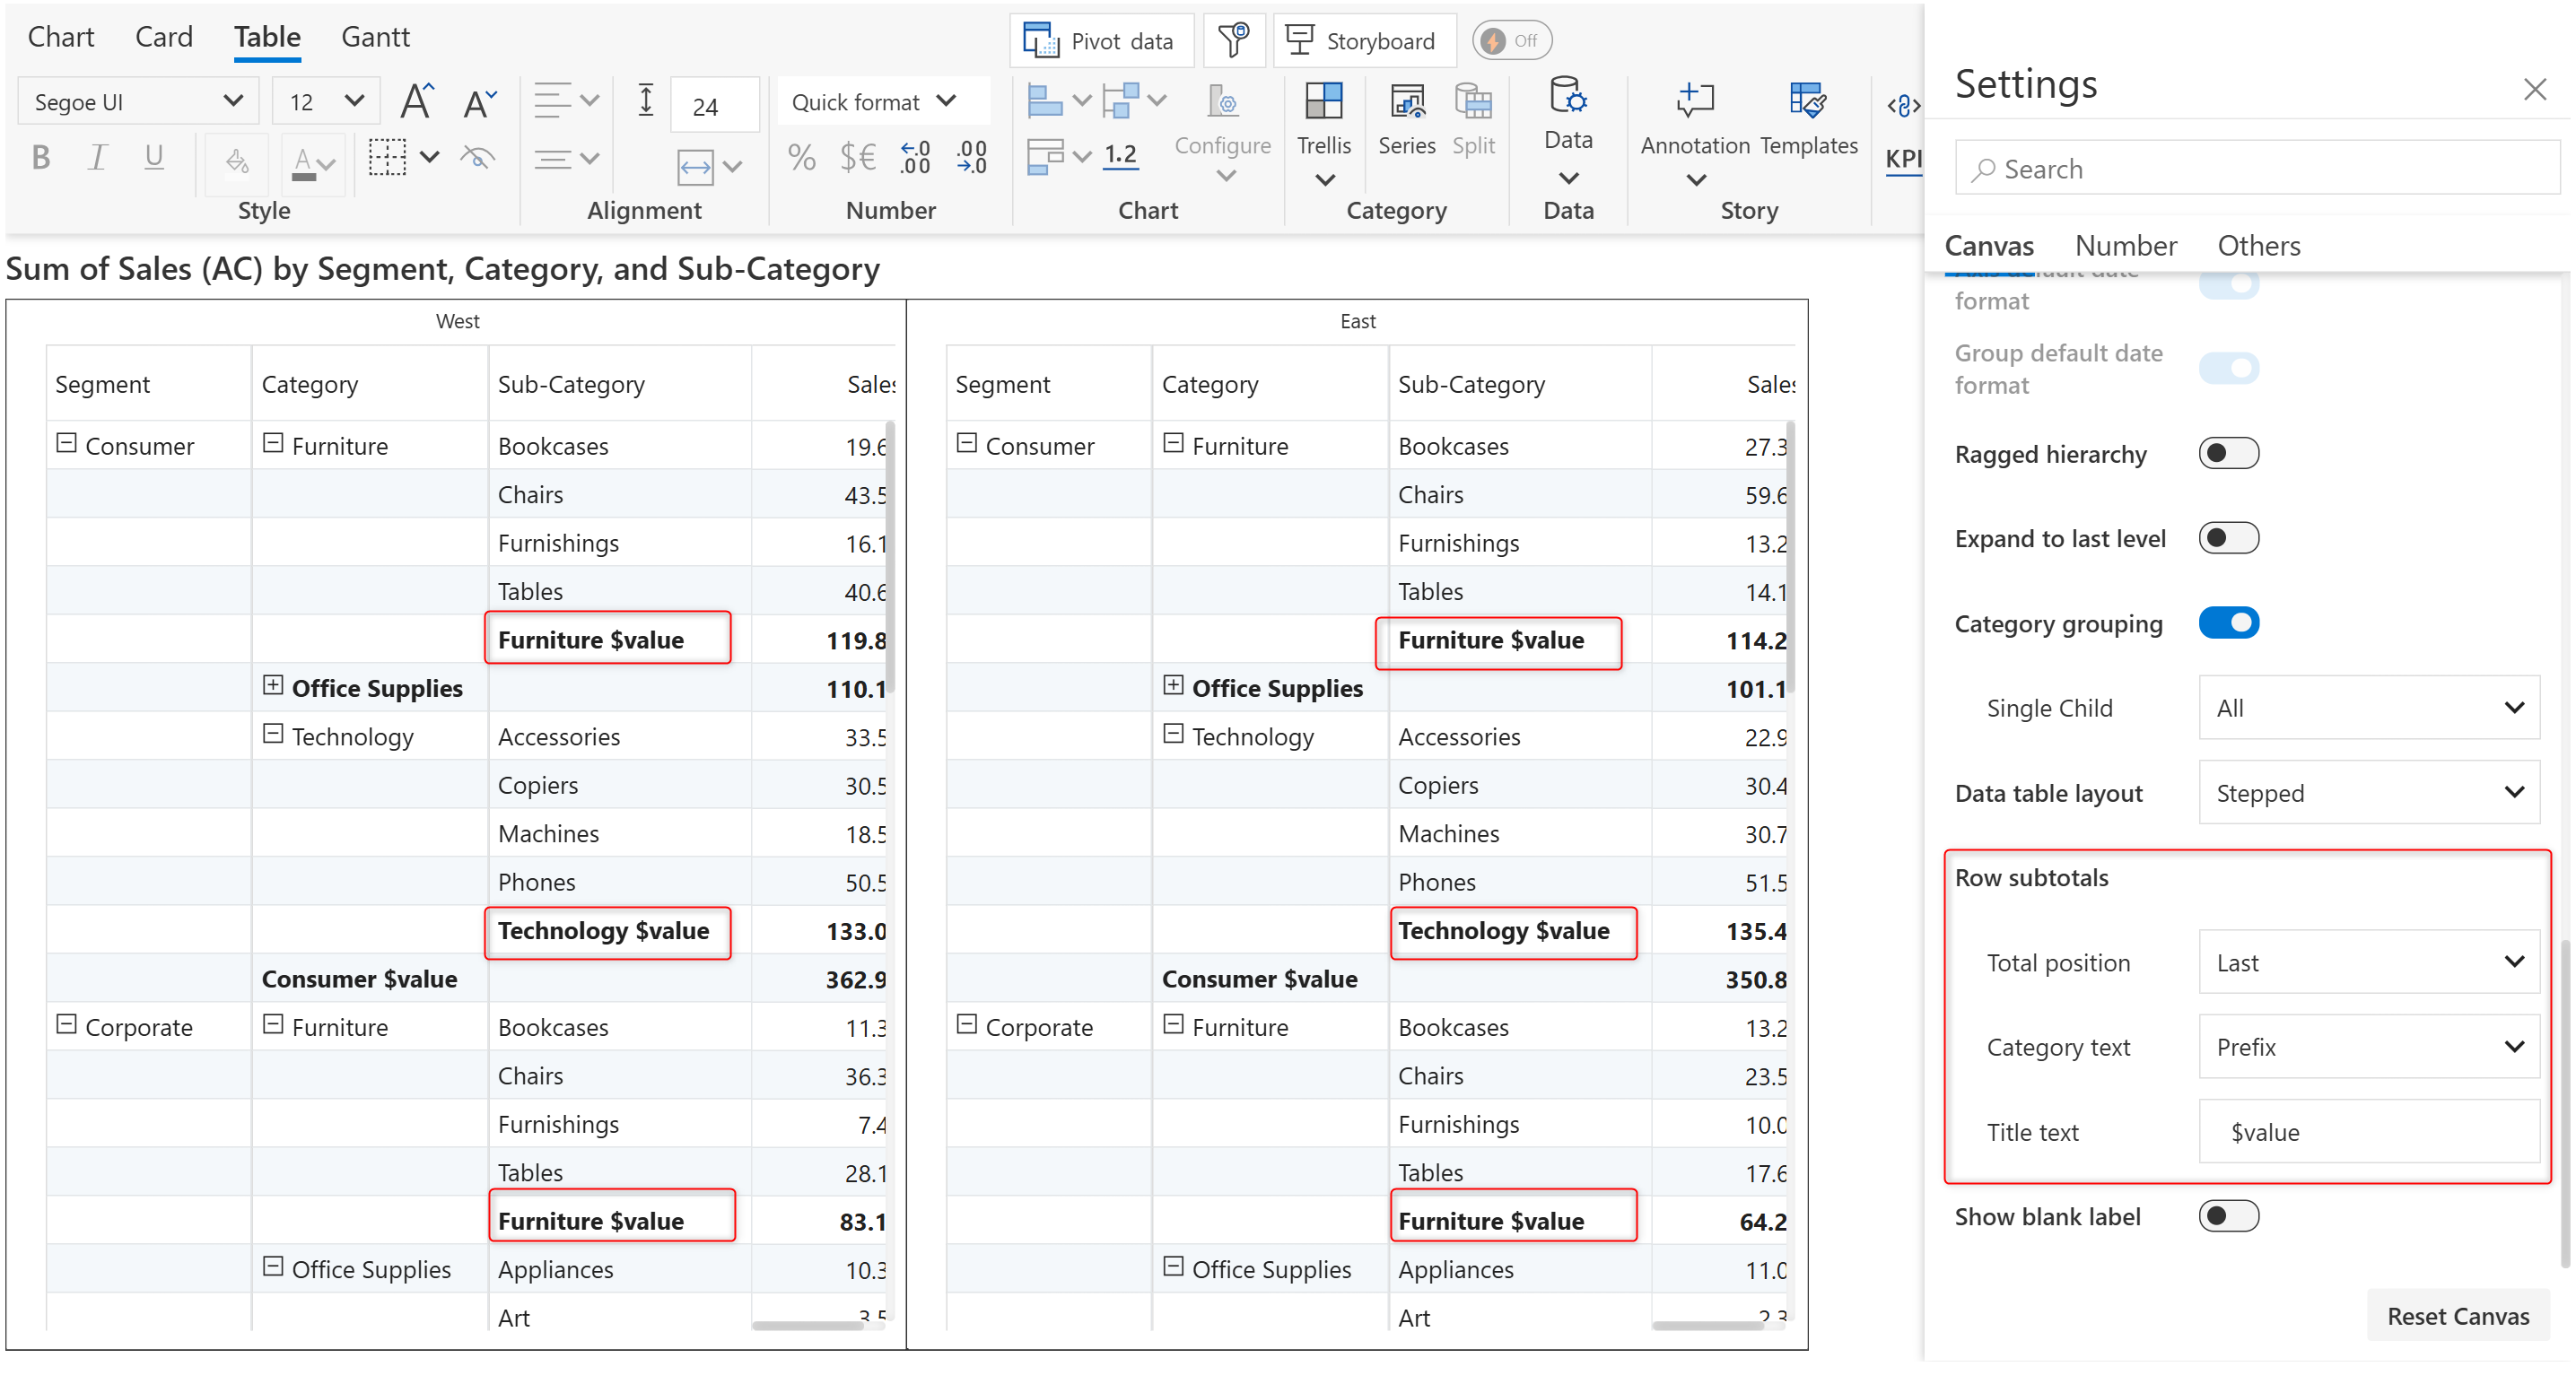 Chart Card Table Gantt
Pivot data Storyboard Off
Segoe UI 12 24 Quick format
B I U A % $€ 1.2 Configure Trellis Series Split Data Annotation Templates KPI
Style Alignment Number Chart Category Data Story
Sum of Sales (AC) by Segment, Category, and Sub-Category
West
Segment Category Sub-Category Sales
Consumer Furniture Bookcases 19.6
Chairs 43.5
Furnishings 16.1
Tables 40.6
Furniture $value 119.8
Office Supplies 110.1
Technology Accessories 33.5
Copiers 30.5
Machines 18.5
Phones 50.5
Technology $value 133.0
Consumer $value 362.9
Corporate Furniture Bookcases 11.3
Chairs 36.3
Furnishings 7.4
Tables 28.1
Furniture $value 83.1
Office Supplies Appliances 10.3
Art 3.5
East
Segment Category Sub-Category Sales
Consumer Furniture Bookcases 27.3
Chairs 59.6
Furnishings 13.2
Tables 14.1
Furniture $value 114.2
Office Supplies 101.1
Technology Accessories 22.9
Copiers 30.4
Machines 30.7
Phones 51.5
Technology $value 135.4
Consumer $value 350.8
Corporate Furniture Bookcases 13.2
Chairs 23.5
Furnishings 10.0
Tables 17.6
Furniture $value 64.2
Office Supplies Appliances 11.0
Art 2.3
Settings
Search
Canvas Number Others
Axis default date
format
Group default date
format
Ragged hierarchy
Expand to last level
Category grouping
Single Child All
Data table layout Stepped
Row subtotals
Total position Last
Category text Prefix
Title text $value
Show blank label
Reset Canvas